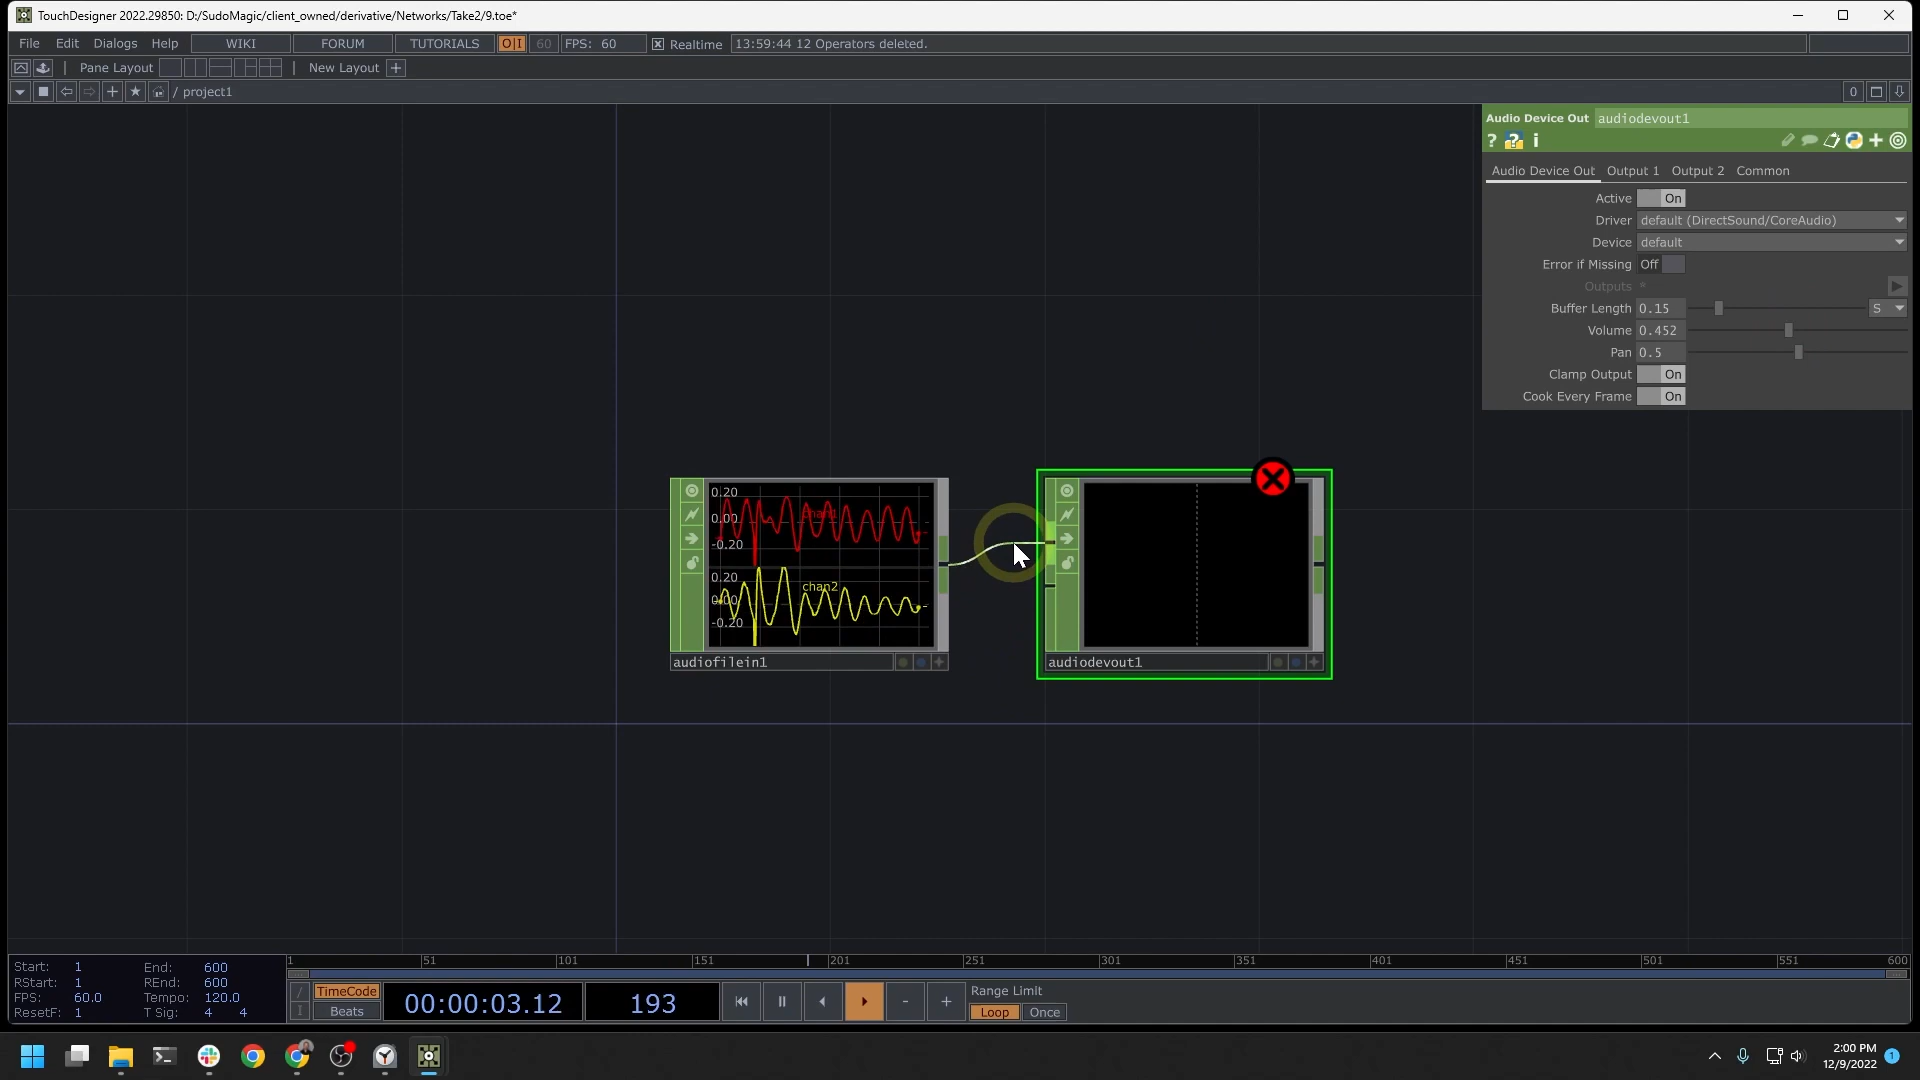 TouchDesigner 2022.29850: D:/SudoMagic/client_owned/derivative/Networks/Take2/9.toe*
File Edit Dialogs Help WIKI FORUM TUTORIALS O|I 60 FPS: 60 Realtime 13:59:44 12 Operators deleted.
Pane Layout New Layout +
/ project1 0
Audio Device Out audiodevout1
? ? i
Audio Device Out Output 1 Output 2 Common
Active On
Driver default (DirectSound/CoreAudio)
Device default
Error if Missing Off
Outputs *
Buffer Length 0.15 S
Volume 0.452
Pan 0.5
Clamp Output On
Cook Every Frame On
0.20
0.00
-0.20
chan1
0.20
0.00
-0.20
chan2
audiofilein1
audiodevout1
Start: 1 End: 600
RStart: 1 REnd: 600
FPS: 60.0 Tempo: 120.0
ResetF: 1 T Sig: 4 4
1 51 101 151 201 251 301 351 401 451 501 551 600
TimeCode
Beats
00:00:03.12
193
Range Limit
Loop Once
2:00 PM
12/9/2022
1